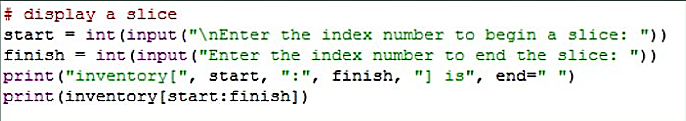 # display a slice
start = int(input("\nEnter the index number to begin a slice: "))
finish = int(input("Enter the index number to end the slice: "))
print("inventory[", start, ":", finish, "] is", end=" ")
print(inventory[start:finish])